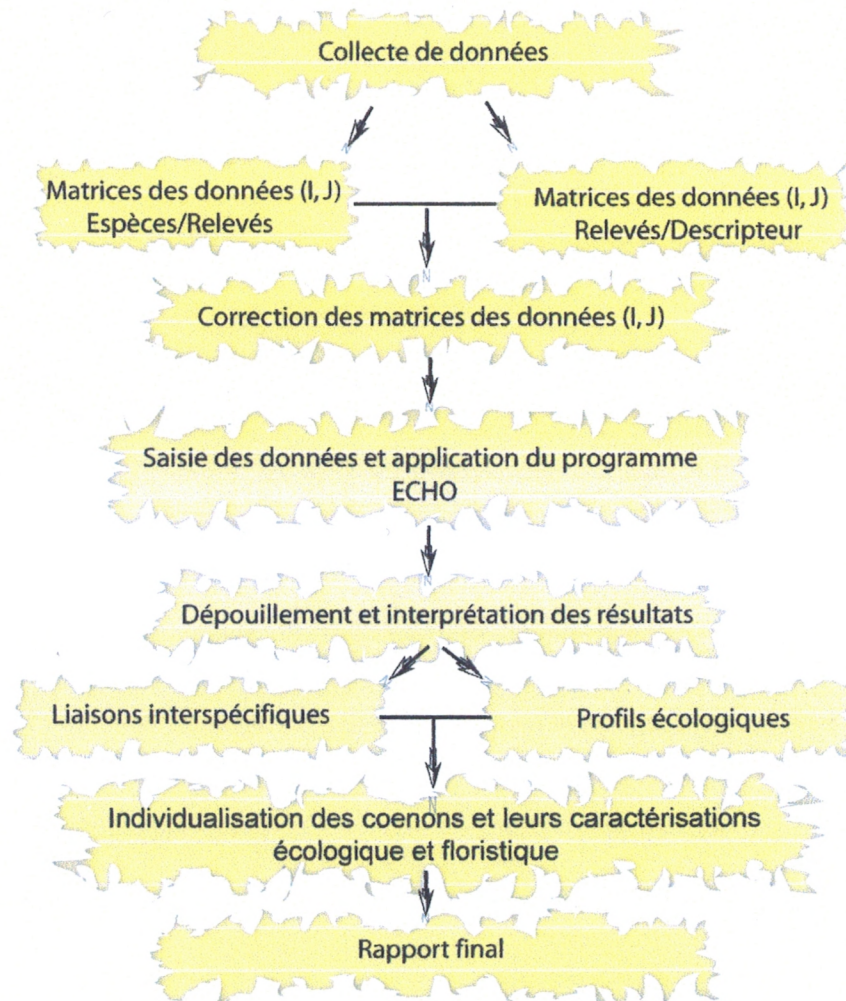 Collecte de données
Matrices des données (I, J)
Espèces/Relevés
Matrices des données (I, J)
Relevés/Descripteur
Correction des matrices des données (I, J)
Saisie des données et application du programme
ECHO
Dépouillement et interprétation des résultats
Liaisons interspécifiques
Profils écologiques
Individualisation des coenons et leurs caractérisations
écologique et floristique
Rapport final